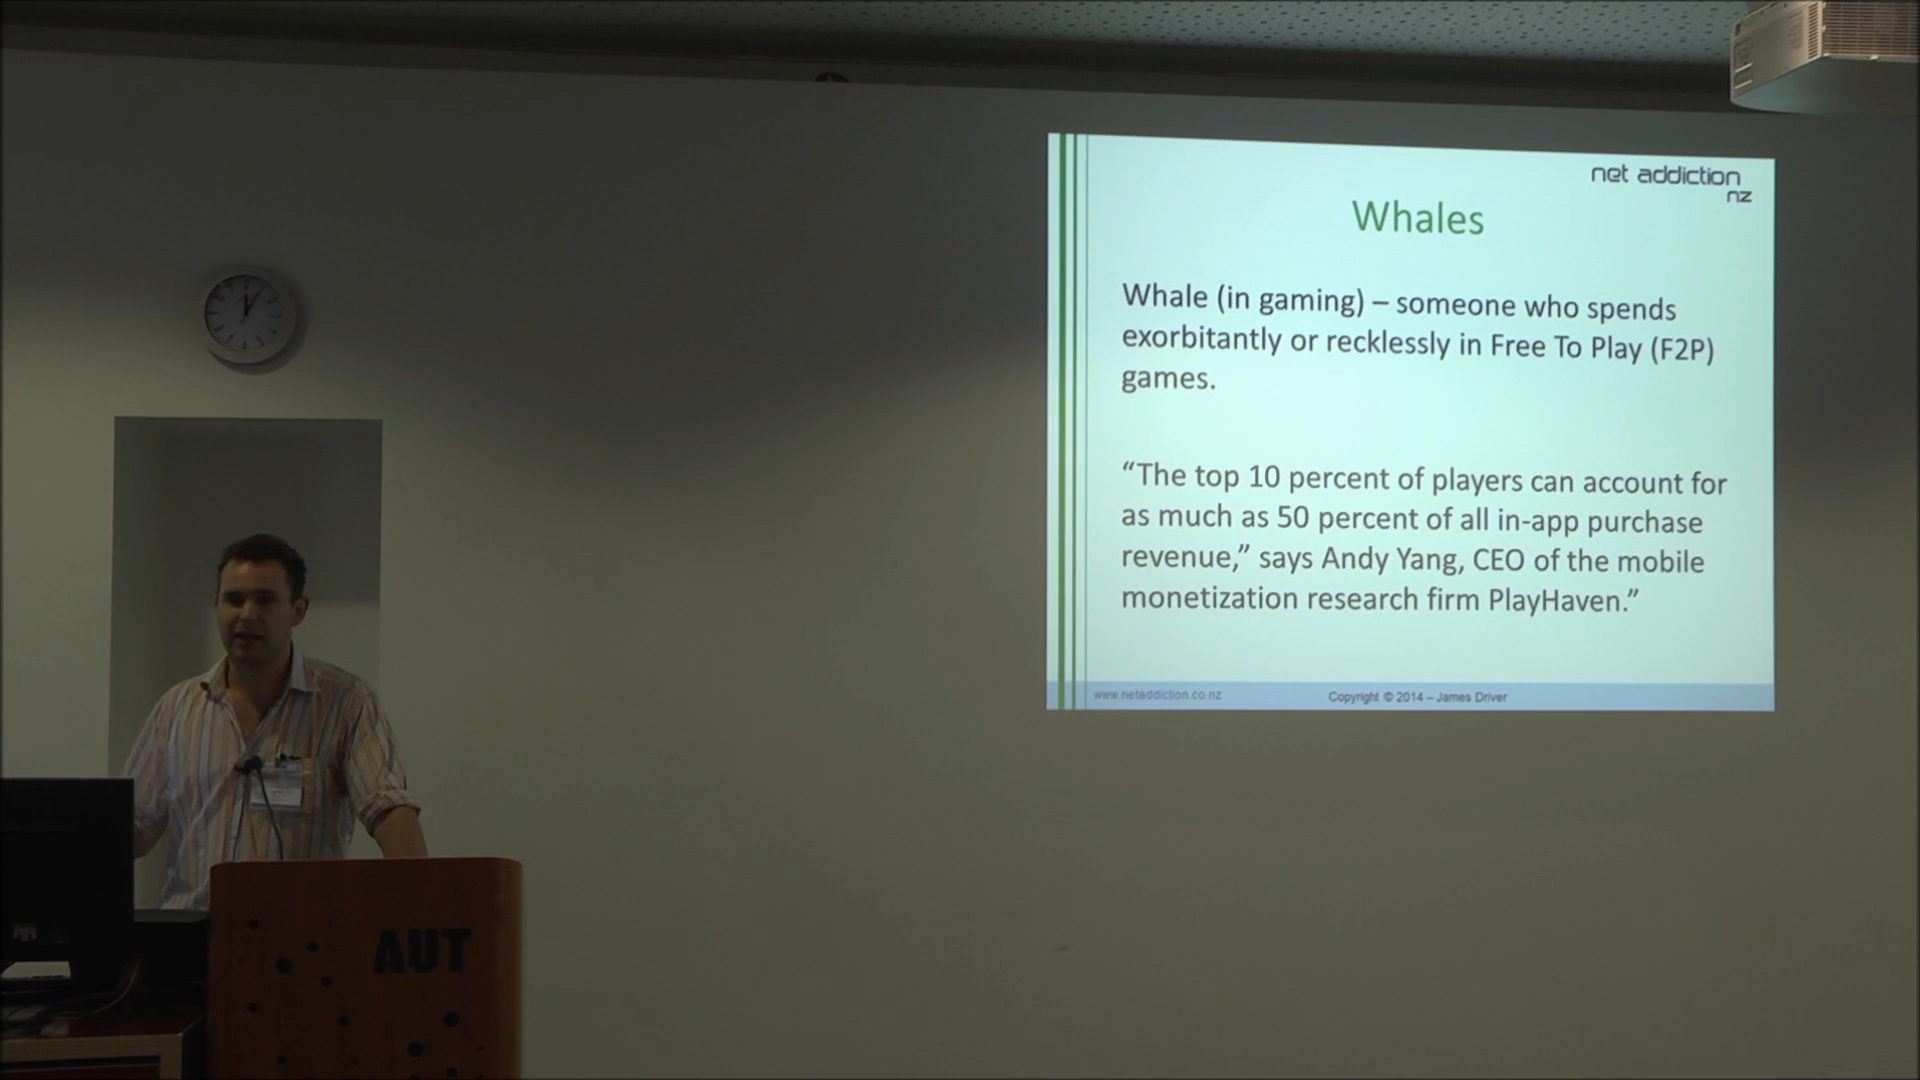 net addiction
nz
Whales
Whale (in gaming) – someone who spends
exorbitantly or recklessly in Free To Play (F2P)
games.
“The top 10 percent of players can account for
as much as 50 percent of all in-app purchase
revenue,” says Andy Yang, CEO of the mobile
monetization research firm PlayHaven.”
www.netaddiction.co.nz
Copyright © 2014 – James Driver
AUT